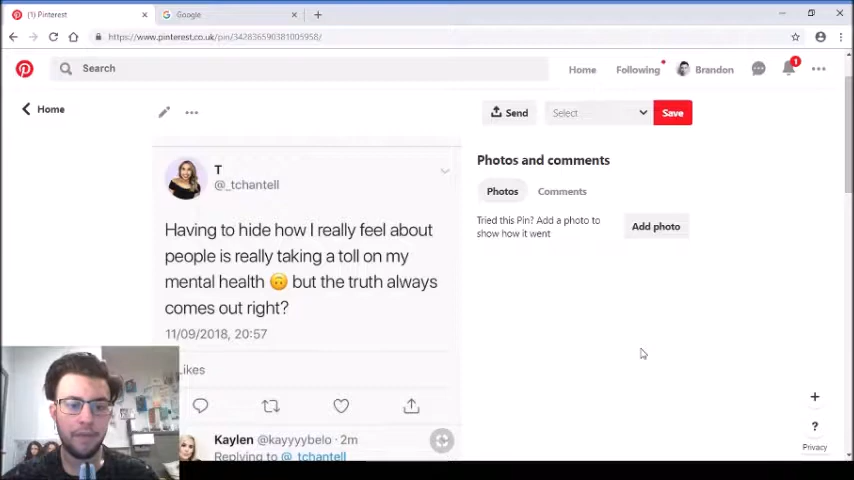 (1) Pinterest
Google
https://www.pinterest.co.uk/pin/342836590381005958/
Search
Home
Following
Brandon
1
Home
Send
Select
Save
T
@_tchantell
Having to hide how I really feel about
people is really taking a toll on my
mental health 🙃 but the truth always
comes out right?
11/09/2018, 20:57
Likes
Kaylen @kayyyybelo · 2m
Replying to @_tchantell
Photos and comments
Photos
Comments
Tried this Pin? Add a photo to
show how it went
Add photo
+
?
Privacy